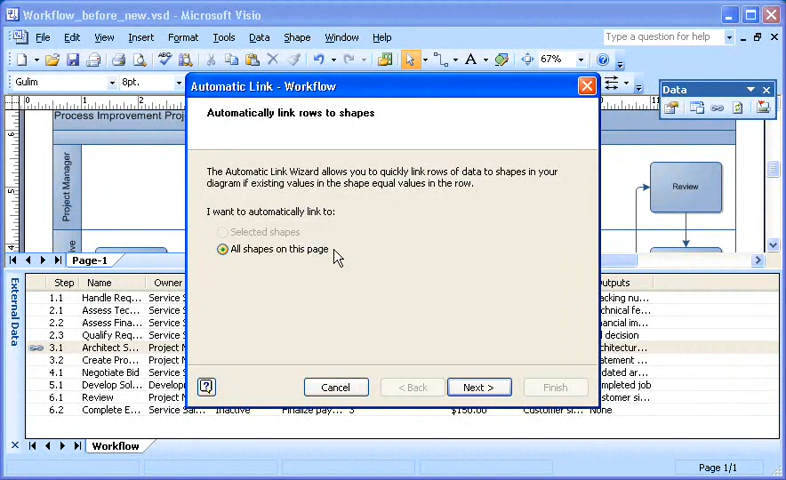 Workflow_before_new.vsd - Microsoft Visio
File Edit View Insert Format Tools Data Shape Window Help
Type a question for help
67%
Gulim 8pt.
Automatic Link - Workflow
Data
Automatically link rows to shapes
Process Improvement Proj
Project Manager
The Automatic Link Wizard allows you to quickly link rows of data to shapes in your
diagram if existing values in the shape equal values in the row.
I want to automatically link to:
Selected shapes
All shapes on this page
Review
Page-1
External Data
Step Name Owner
1.1 Handle Req... Service
2.1 Assess Tec... Service
2.2 Assess Fina... Service
2.3 Qualify Req... Service
3.1 Architect S... Project
3.2 Create Pro... Project
4.1 Negotiate Bid Service
5.1 Develop Sol...
6.1 Review Project
6.2 Complete E... Service Sal... Inactive Finalize pay... 3 $150.00 Customer si... None
Cancel < Back Next > Finish
Workflow
Page 1/1